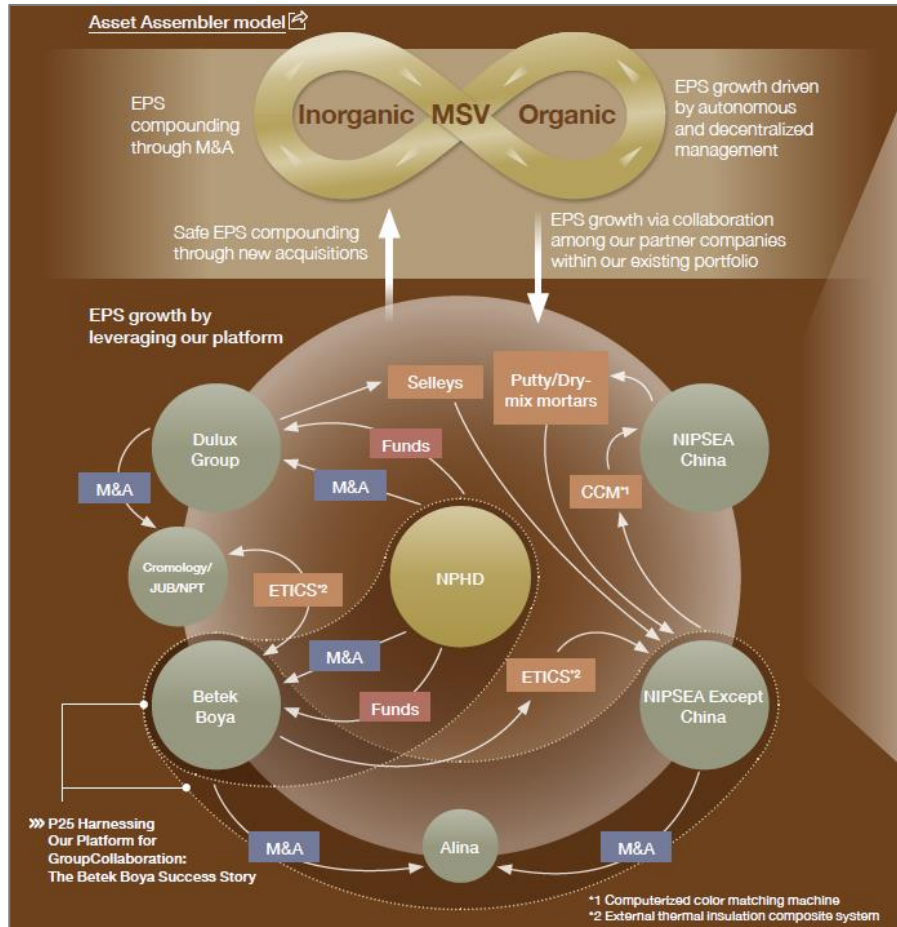 Asset Assembler model
EPS
compounding
through M&A
Inorganic MSV Organic
EPS growth driven
by autonomous
and decentralized
management
Safe EPS compounding
through new acquisitions
EPS growth via collaboration
among our partner companies
within our existing portfolio
EPS growth by
leveraging our platform
Selleys
Putty/Dry-
mix mortars
Dulux
Group
Funds
NIPSEA
China
M&A
M&A
CCM*1
Cromology/
JUB/NPT
NPHD
ETICS*2
M&A
ETICS*2
Betek
Boya
Funds
NIPSEA Except
China
>>> P25 Harnessing
Our Platform for
GroupCollaboration:
The Betek Boya Success Story
M&A
Alina
M&A
*1 Computerized color matching machine
*2 External thermal insulation composite system